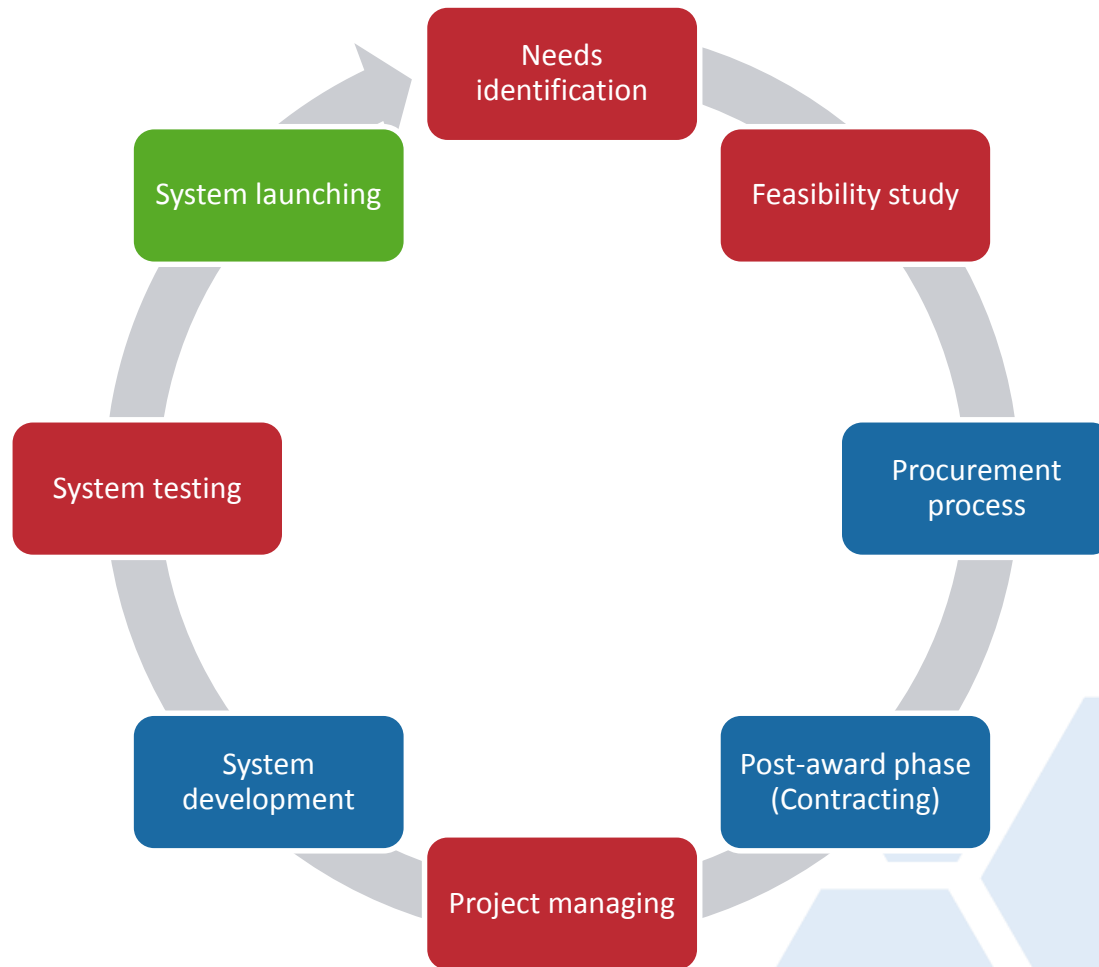 Needs
identification
Feasibility study
Procurement
process
Post-award phase
(Contracting)
Project managing
System
development
System testing
System launching